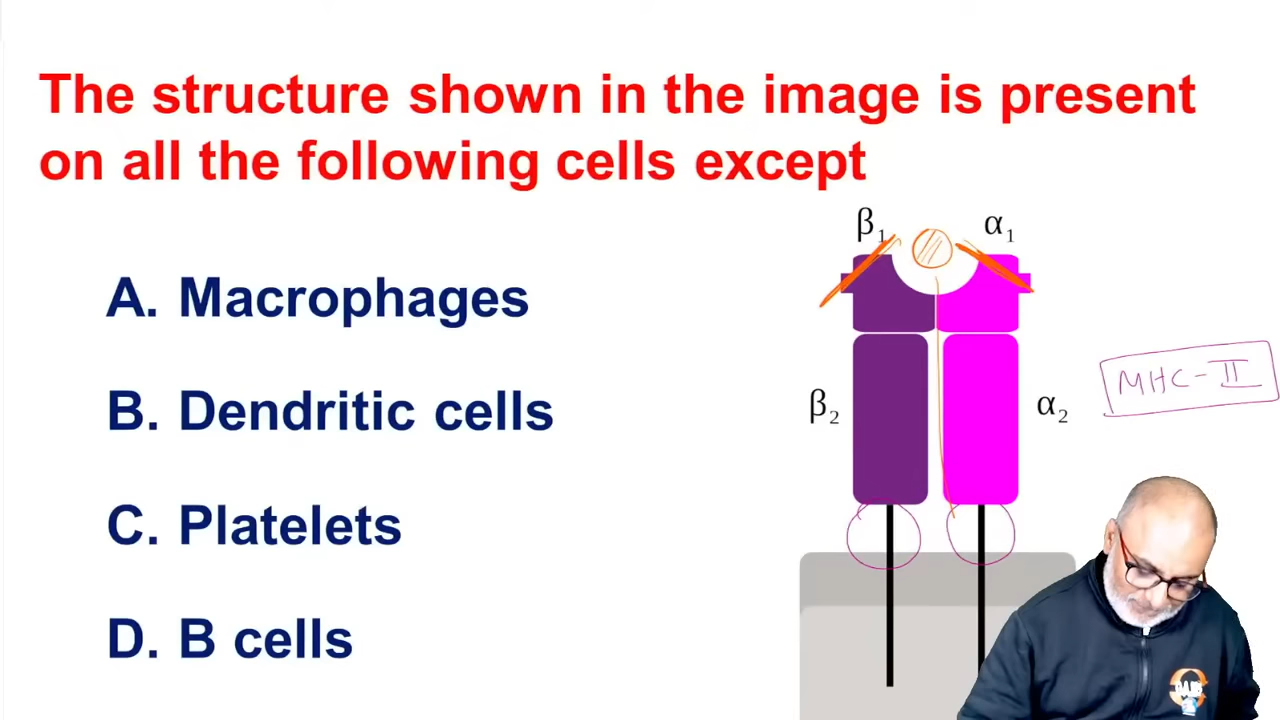 The structure shown in the image is present
on all the following cells except
A. Macrophages
B. Dendritic cells
C. Platelets
D. B cells
β₁
α₁
β₂
α₂
MHC-II